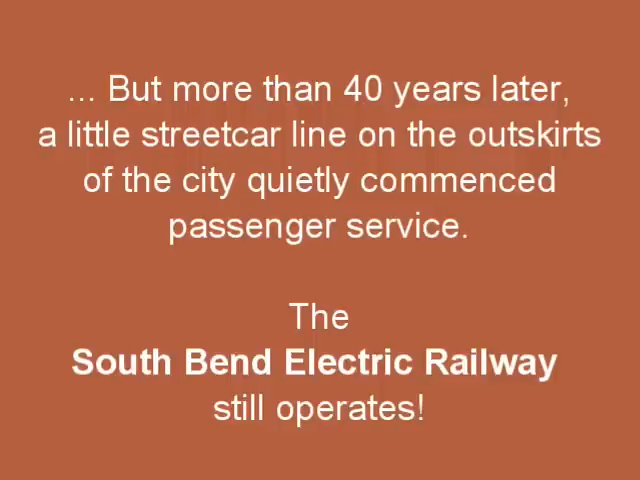 ... But more than 40 years later,
a little streetcar line on the outskirts
of the city quietly commenced
passenger service.
The
South Bend Electric Railway
still operates!